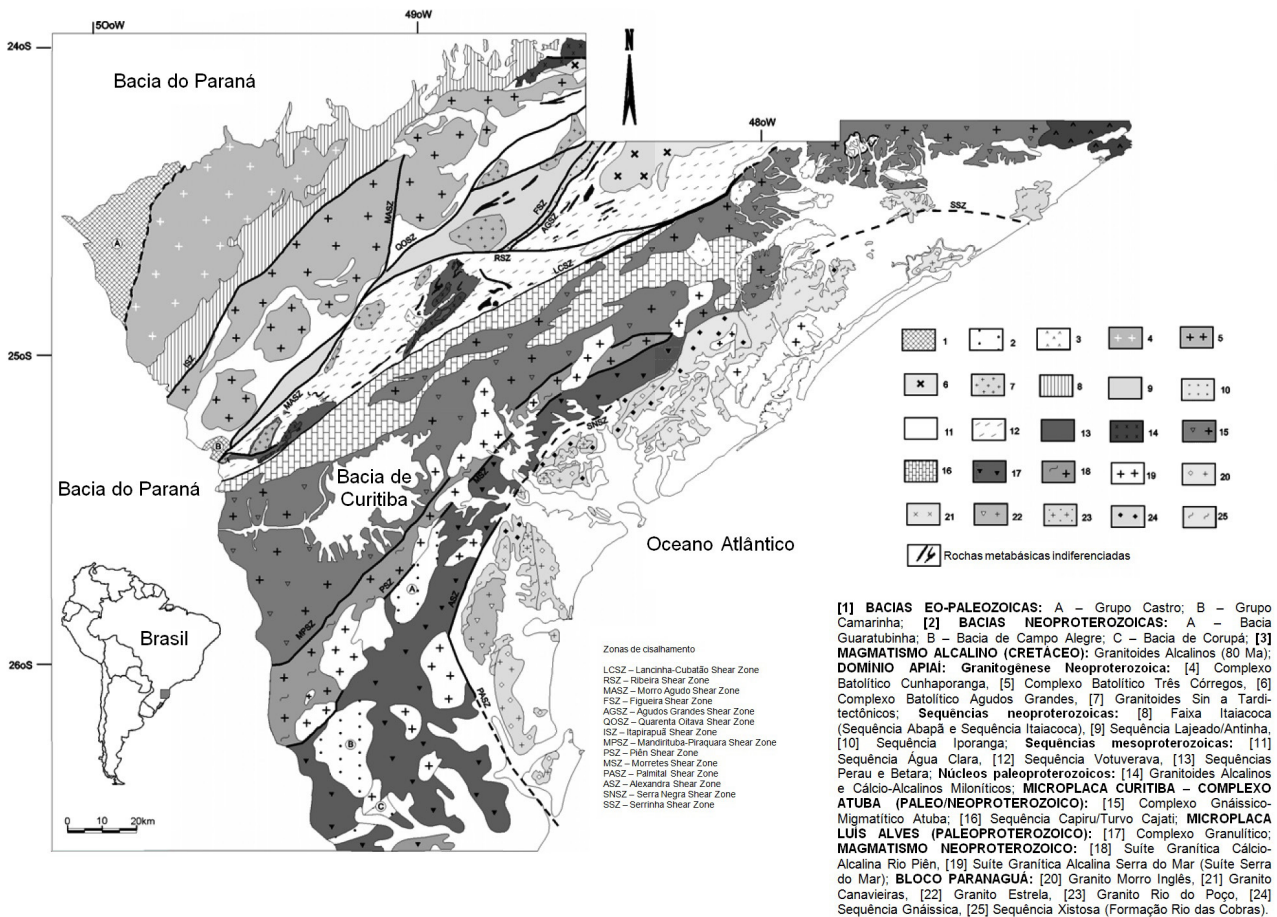 50oW
49oW
24oS
N
Bacia do Paraná
48oW
A
MASZ
FSZ
AGSZ
QOSZ
SSZ
RSZ
LCSZ
ISZ
25oS
MASZ
SNSZ
B
MSZ
Bacia de
Curitiba
Bacia do Paraná
Oceano Atlântico
PSZ
A
ASZ
MPSZ
Brasil
26oS
PASZ
B
C
0 10 20km
1 2 3 4 5
6 7 8 9 10
11 12 13 14 15
16 17 18 19 20
21 22 23 24 25
Rochas metabásicas indiferenciadas
Zonas de cisalhamento
LCSZ – Lancinha-Cubatão Shear Zone
RSZ – Ribeira Shear Zone
MASZ – Morro Agudo Shear Zone
FSZ – Figueira Shear Zone
AGSZ – Agudos Grandes Shear Zone
QOSZ – Quarenta Oitava Shear Zone
ISZ – Itapirapuã Shear Zone
MPSZ – Mandirituba-Piraquara Shear Zone
PSZ – Piên Shear Zone
MSZ – Morretes Shear Zone
PASZ – Palmital Shear Zone
ASZ – Alexandra Shear Zone
SNSZ – Serra Negra Shear Zone
SSZ – Serrinha Shear Zone
[1] BACIAS EO-PALEOZOICAS: A – Grupo Castro; B – Grupo
Camarinha; [2] BACIAS NEOPROTEROZOICAS: A – Bacia
Guaratubinha; B – Bacia de Campo Alegre; C – Bacia de Corupá; [3]
MAGMATISMO ALCALINO (CRETÁCEO): Granitoides Alcalinos (80 Ma);
DOMÍNIO APIAÍ: Granitogênese Neoproterozoica: [4] Complexo
Batolítico Cunhaporanga, [5] Complexo Batolítico Três Córregos, [6]
Complexo Batolítico Agudos Grandes, [7] Granitoides Sin a Tardi-
tectônicos; Sequências neoproterozoicas: [8] Faixa Itaiacoca
(Sequência Abapã e Sequência Itaiacoca), [9] Sequência Lajeado/Antinha,
[10] Sequência Iporanga; Sequências mesoproterozoicas: [11]
Sequência Água Clara, [12] Sequência Votuverava, [13] Sequências
Perau e Betara; Núcleos paleoproterozoicos: [14] Granitoides Alcalinos
e Cálcio-Alcalinos Miloníticos; MICROPLACA CURITIBA – COMPLEXO
ATUBA (PALEO/NEOPROTEROZOICO): [15] Complexo Gnáissico-
Migmatítico Atuba; [16] Sequência Capiru/Turvo Cajati; MICROPLACA
LUÍS ALVES (PALEOPROTEROZOICO): [17] Complexo Granulítico;
MAGMATISMO NEOPROTEROZOICO: [18] Suíte Granítica Cálcio-
Alcalina Rio Piên, [19] Suíte Granítica Alcalina Serra do Mar (Suíte Serra
do Mar); BLOCO PARANAGUÁ: [20] Granito Morro Inglês, [21] Granito
Canavieiras, [22] Granito Estrela, [23] Granito Rio do Poço, [24]
Sequência Gnáissica, [25] Sequência Xistosa (Formação Rio das Cobras).